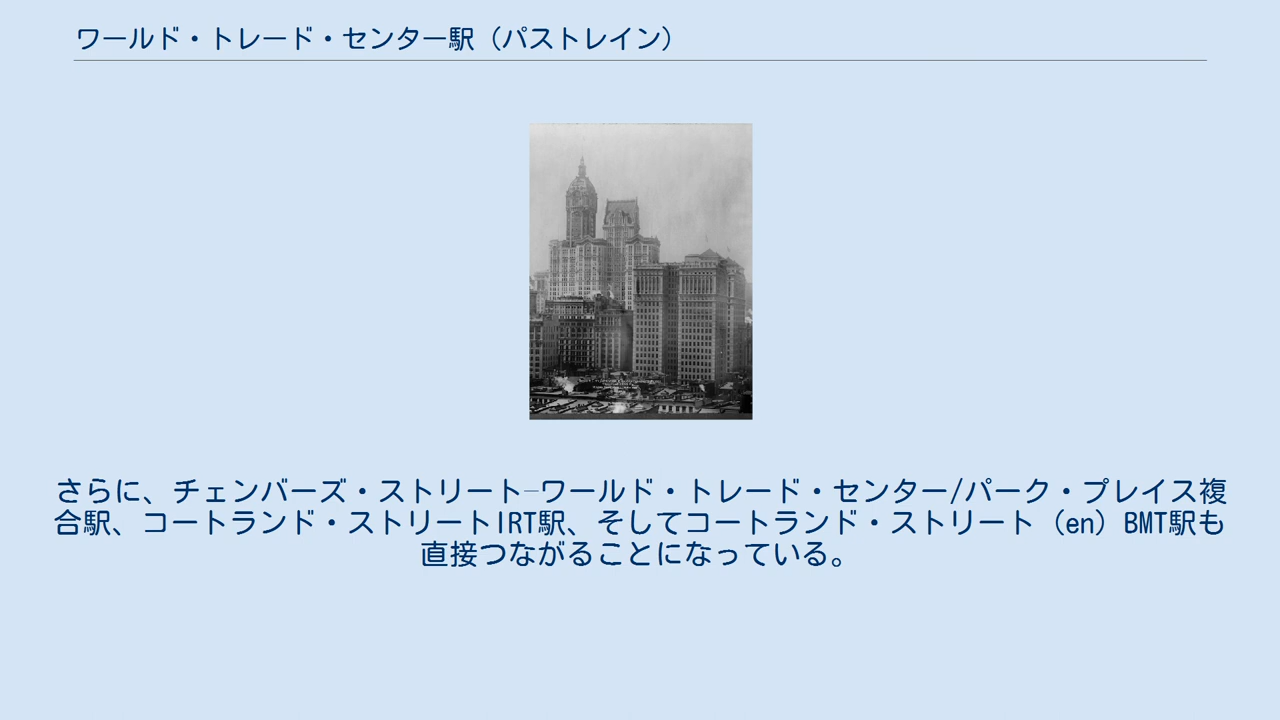 ワールド・トレード・センター駅（パストレイン）
さらに、チェンバーズ・ストリート–ワールド・トレード・センター/パーク・プレイス複
合駅、コートランド・ストリートIRT駅、そしてコートランド・ストリート（en）BMT駅も
直接つながることになっている。